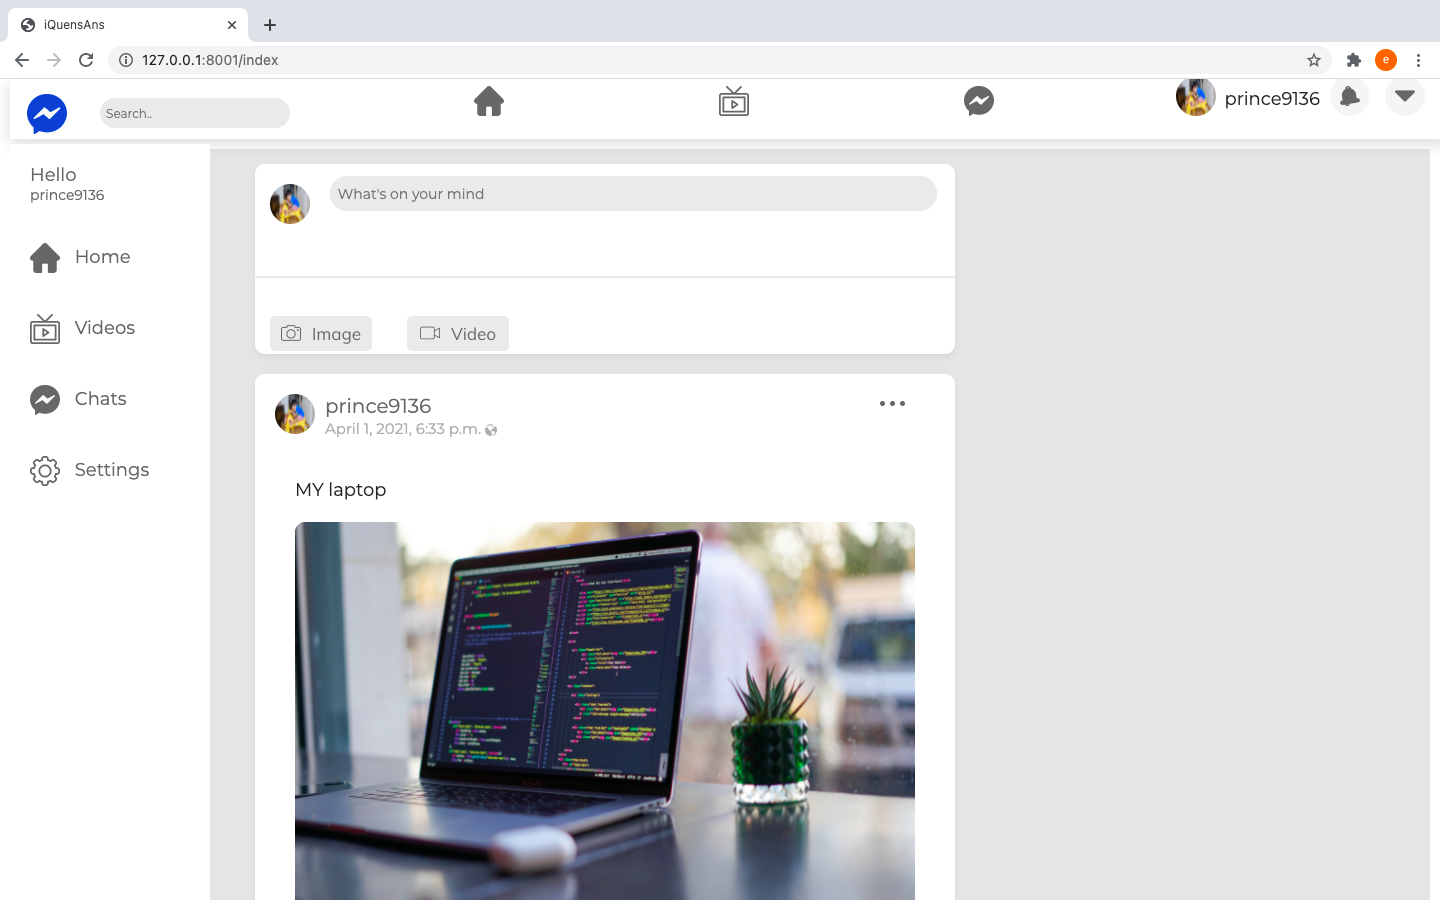 iQuensAns
127.0.0.1:8001/index
e
Search..
prince9136
Hello
prince9136
Home
Videos
Chats
Settings
What's on your mind
Image
Video
prince9136
April 1, 2021, 6:33 p.m.
MY laptop